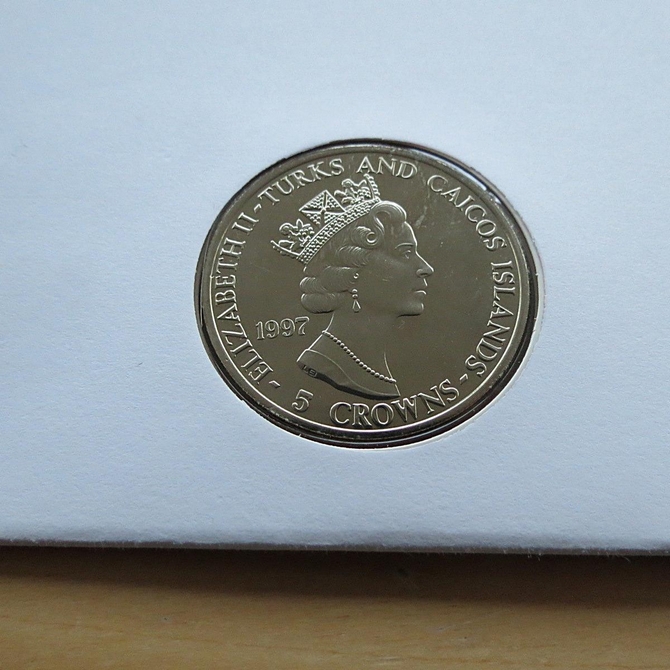 ELIZABETH II - TURKS AND CAICOS ISLANDS -
5 CROWNS -
1997